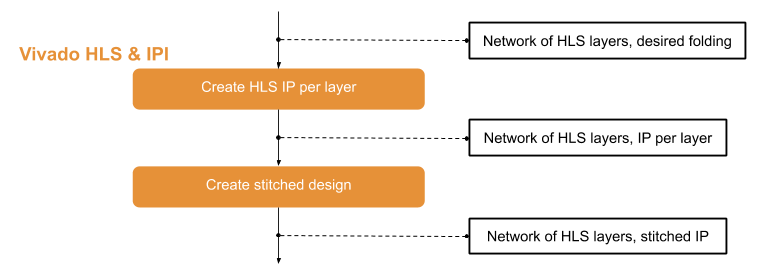 Network of HLS layers, desired folding
Vivado HLS & IPI
Create HLS IP per layer
Network of HLS layers, IP per layer
Create stitched design
Network of HLS layers, stitched IP